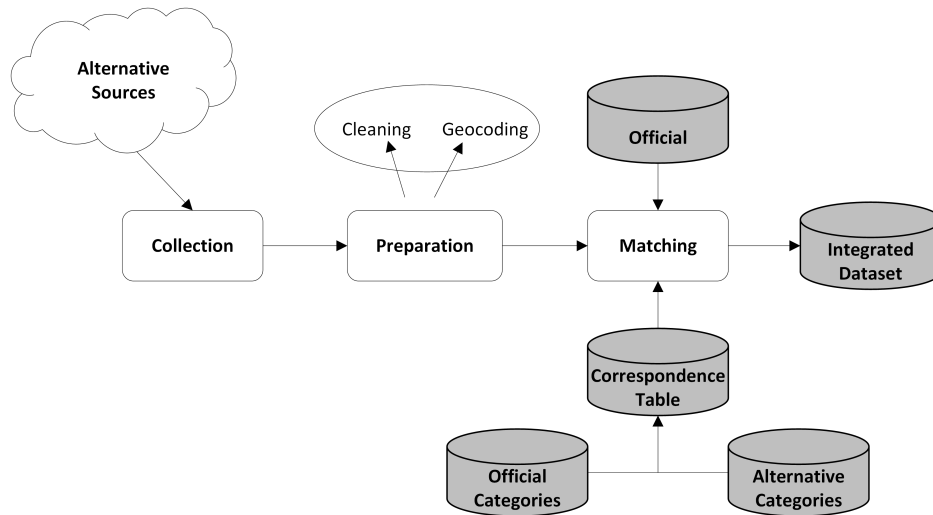 Alternative
Sources
Cleaning Geocoding
Official
Collection
Preparation
Matching
Integrated
Dataset
Correspondence
Table
Official
Categories
Alternative
Categories